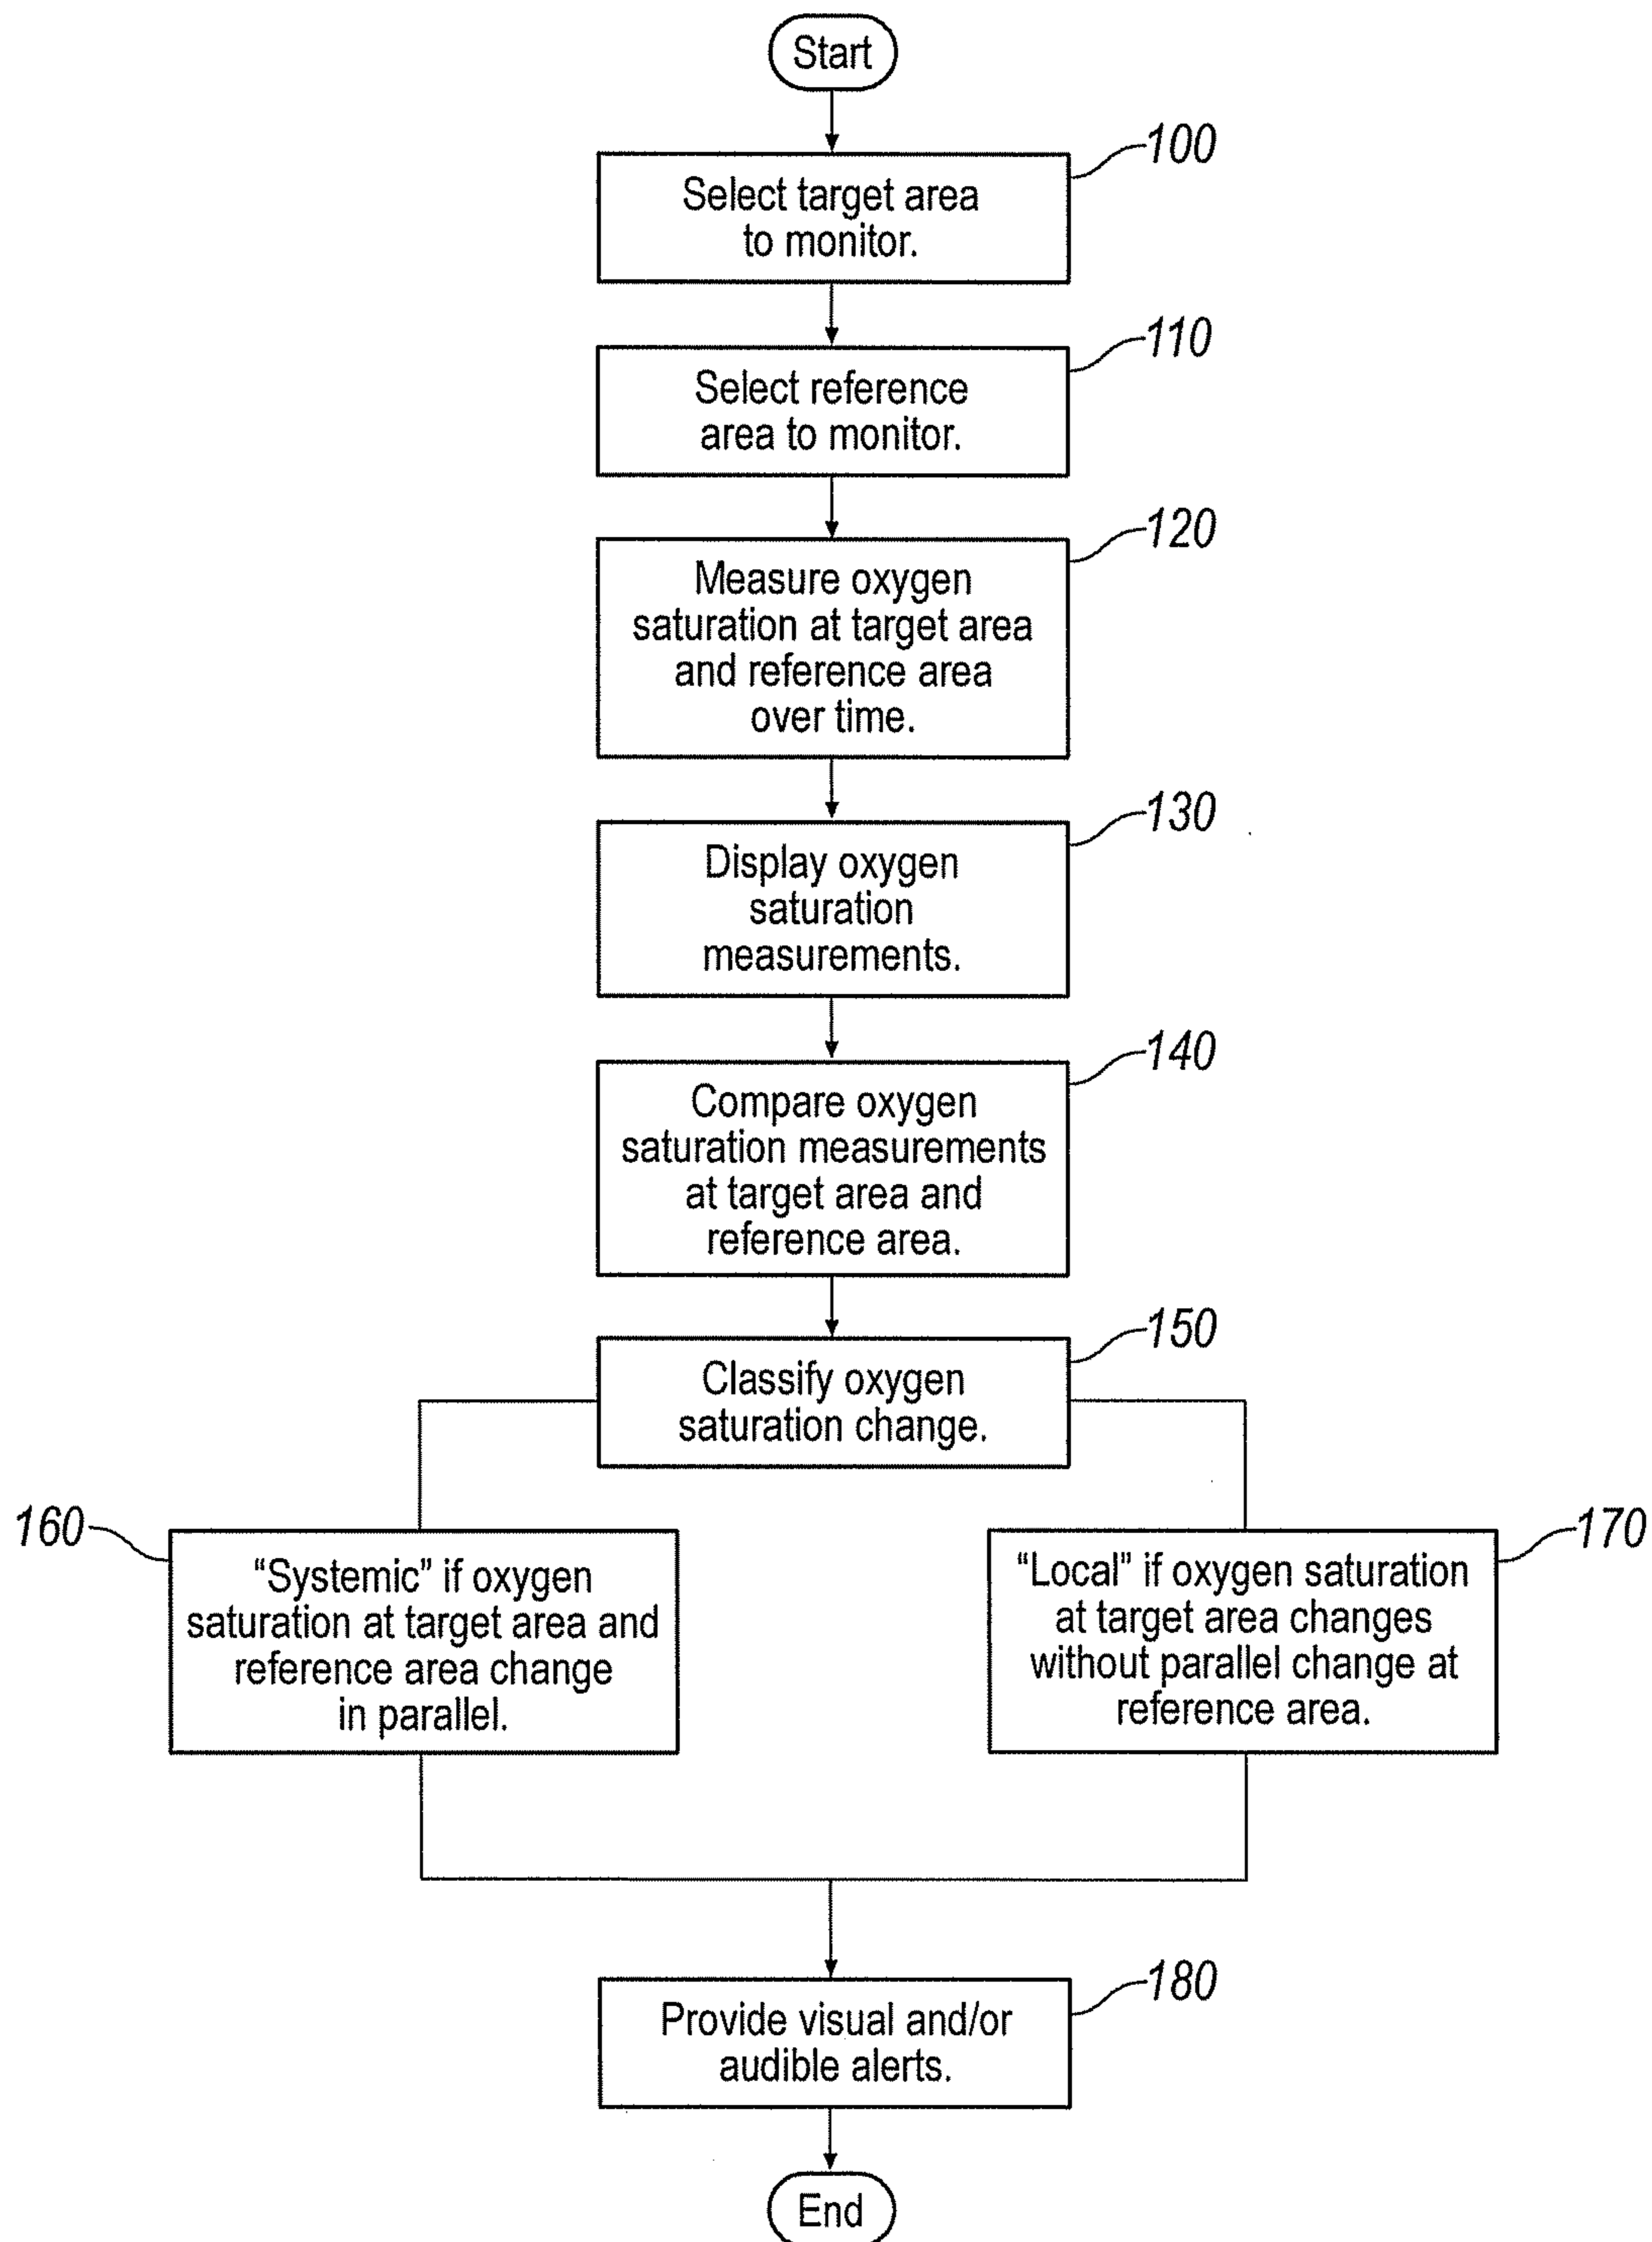 Start
100
Select target area
to monitor.
110
Select reference
area to monitor.
120
Measure oxygen
saturation at target area
and reference area
over time.
130
Display oxygen
saturation
measurements.
140
Compare oxygen
saturation measurements
at target area and
reference area.
150
Classify oxygen
saturation change.
160
“Systemic” if oxygen
saturation at target area and
reference area change
in parallel.
170
“Local” if oxygen saturation
at target area changes
without parallel change at
reference area.
180
Provide visual and/or
audible alerts.
End